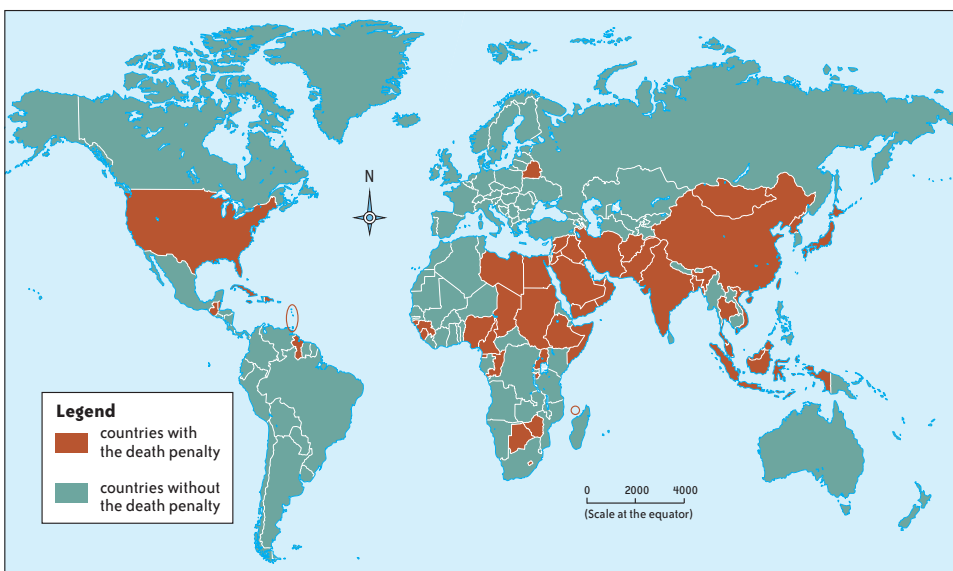 N
Legend
countries with
the death penalty
countries without
the death penalty
0 2000 4000
(Scale at the equator)